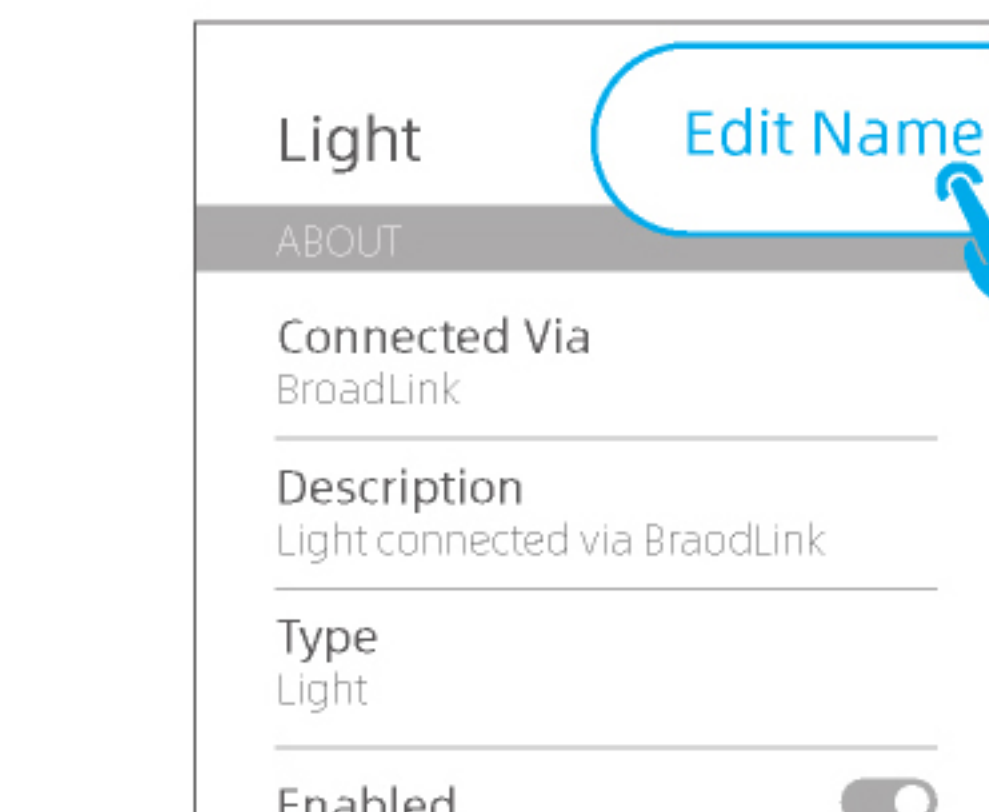 Light
Edit Name
ABOUT
Connected Via
BroadLink
Description
Light connected via BraodLink
Type
Light
Enabled